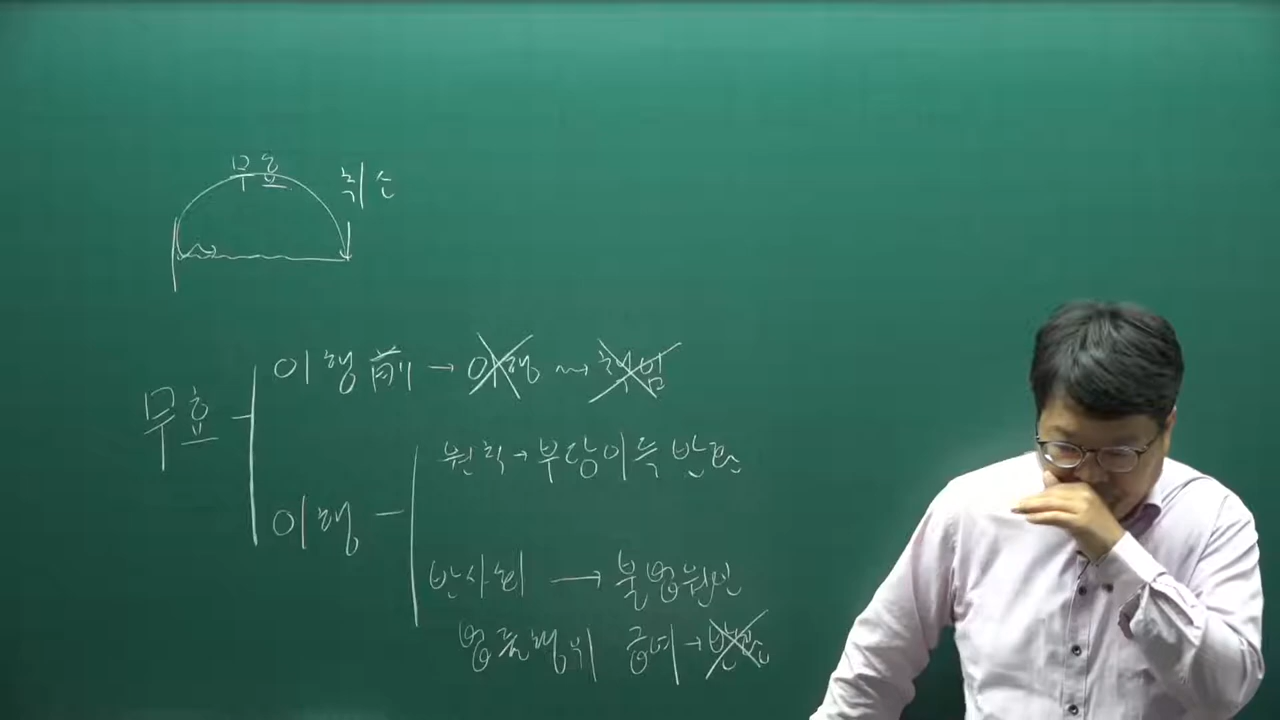 무효
취소
이행前 → 이행 ~→ 책임
무효
원칙 → 부당이득 반환
이행
반사회 → 불법원인
법률행위 급여 → 반환